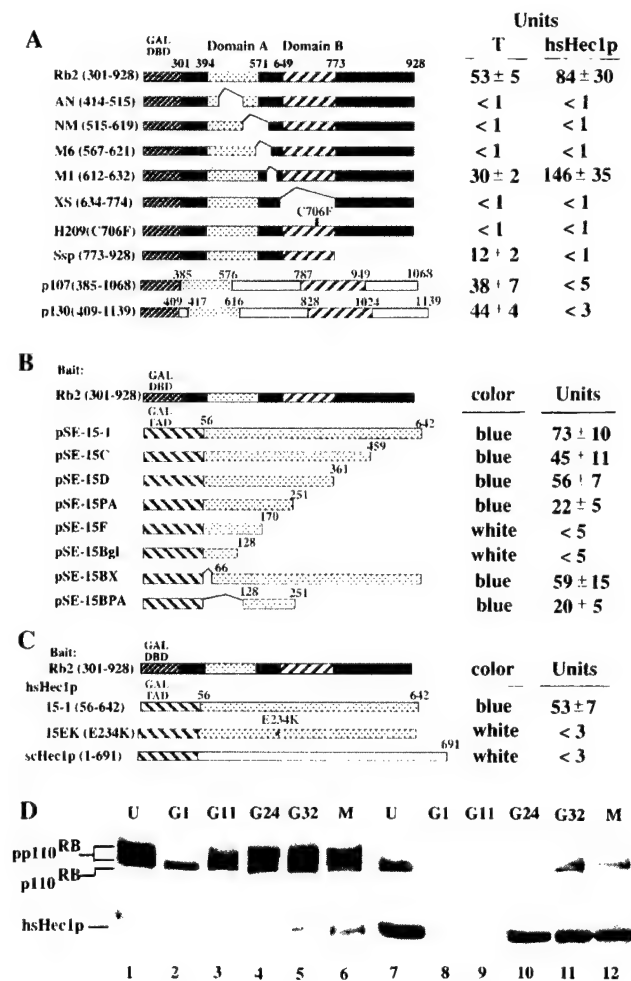 Units
A
GAL DBD
Domain A Domain B
T hsHec1p
301 394 571 649 773 928
Rb2 (301-928) 53 ± 5 84 ± 30
AN (414-515) < 1 < 1
NM (515-619) < 1 < 1
M6 (567-621) < 1 < 1
M1 (612-632) 30 ± 2 146 ± 35
XS (634-774) < 1 < 1
C706F
H209(C706F) < 1 < 1
Ssp (773-928) 12 ± 2 < 1
385 576 787 949 1068
p107(385-1068) 38 ± 7 < 5
409 417 616 828 1024 1139
p130(409-1139) 44 ± 4 < 3
B
Bait:
GAL DBD
Rb2 (301-928) color Units
GAL TAD
56 642
pSE-15-1 blue 73 ± 10
459
pSE-15C blue 45 ± 11
361
pSE-15D blue 56 ± 7
251
pSE-15PA blue 22 ± 5
170
pSE-15F white < 5
128
pSE-15Bgl white < 5
66
pSE-15BX blue 59 ± 15
128 251
pSE-15BPA blue 20 ± 5
C
Bait:
GAL DBD
Rb2 (301-928) color Units
hsHec1p
GAL TAD
56 642
15-1 (56-642) blue 53 ± 7
E234K
15EK (E234K) white < 3
691
scHec1p (1-691) white < 3
D U G1 G11 G24 G32 M U G1 G11 G24 G32 M
pp110RB
p110RB
*
hsHec1p
1 2 3 4 5 6 7 8 9 10 11 12